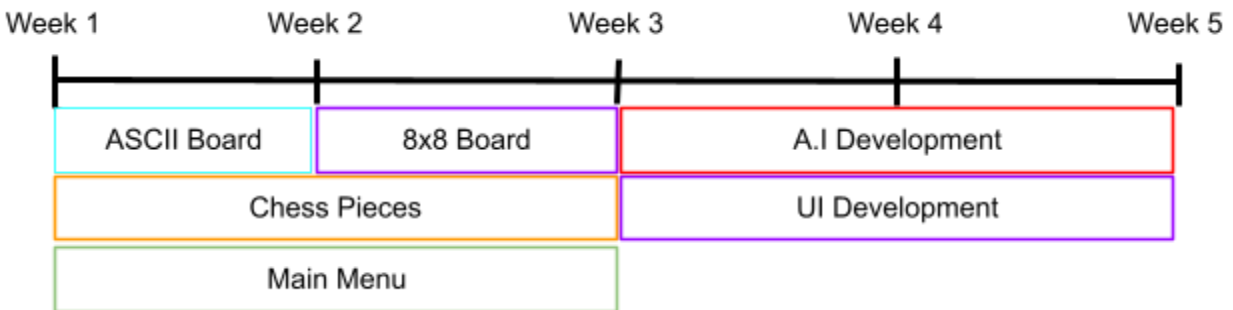 Week 1 Week 2 Week 3 Week 4 Week 5
ASCII Board 8x8 Board A.I Development
Chess Pieces UI Development
Main Menu